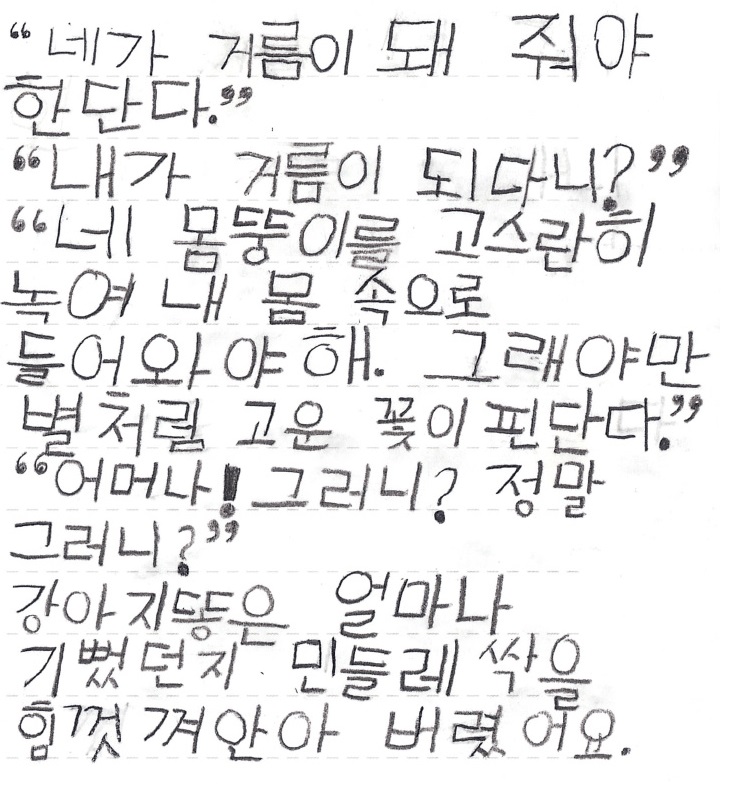 “네가 거름이 돼 줘야
한단다.”
“내가 거름이 되다니?”
“네 몸뚱이를 고스란히
녹여 내 몸 속으로
들어와야 해. 그래야만
별처럼 고운 꽃이 핀단다.”
“어머나! 그러니? 정말
그러니?”
강아지똥은 얼마나
기뻤던지 민들레 싹을
힘껏 껴안아 버렸어요.